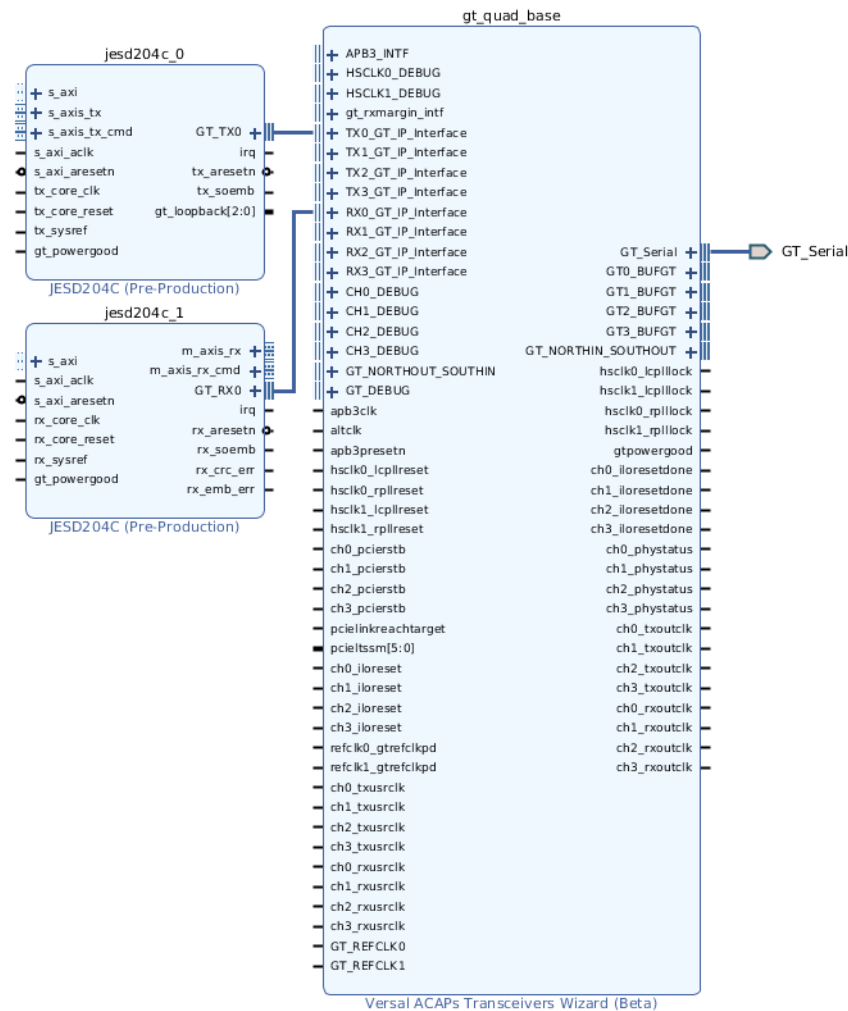 gt_quad_base
jesd204c_0
s_axi
s_axis_tx
s_axis_tx_cmd
s_axi_aclk
s_axi_aresetn
tx_core_clk
tx_core_reset
tx_sysref
gt_powergood
GT_TX0
irq
tx_aresetn
tx_soemb
gt_loopback[2:0]
JESD204C (Pre-Production)
jesd204c_1
s_axi
s_axi_aclk
s_axi_aresetn
rx_core_clk
rx_core_reset
rx_sysref
gt_powergood
m_axis_rx
m_axis_rx_cmd
GT_RX0
irq
rx_aresetn
rx_soemb
rx_crc_err
rx_emb_err
JESD204C (Pre-Production)
APB3_INTF
HSCLK0_DEBUG
HSCLK1_DEBUG
gt_rxmargin_intf
TX0_GT_IP_Interface
TX1_GT_IP_Interface
TX2_GT_IP_Interface
TX3_GT_IP_Interface
RX0_GT_IP_Interface
RX1_GT_IP_Interface
RX2_GT_IP_Interface
RX3_GT_IP_Interface
CH0_DEBUG
CH1_DEBUG
CH2_DEBUG
CH3_DEBUG
GT_NORTHOUT_SOUTHIN
GT_DEBUG
apb3clk
altclk
apb3presetn
hsclk0_lcpllreset
hsclk0_rpllreset
hsclk1_lcpllreset
hsclk1_rpllreset
ch0_pcierstb
ch1_pcierstb
ch2_pcierstb
ch3_pcierstb
pcielinkreachtarget
pcieltssm[5:0]
ch0_iloreset
ch1_iloreset
ch2_iloreset
ch3_iloreset
refclk0_gtrefclkpd
refclk1_gtrefclkpd
ch0_txusrclk
ch1_txusrclk
ch2_txusrclk
ch3_txusrclk
ch0_rxusrclk
ch1_rxusrclk
ch2_rxusrclk
ch3_rxusrclk
GT_REFCLK0
GT_REFCLK1
GT_Serial
GT0_BUFGT
GT1_BUFGT
GT2_BUFGT
GT3_BUFGT
GT_NORTHIN_SOUTHOUT
hsclk0_lcplllock
hsclk1_lcplllock
hsclk0_rplllock
hsclk1_rplllock
gtpowergood
ch0_iloresetdone
ch1_iloresetdone
ch2_iloresetdone
ch3_iloresetdone
ch0_phystatus
ch1_phystatus
ch2_phystatus
ch3_phystatus
ch0_txoutclk
ch1_txoutclk
ch2_txoutclk
ch3_txoutclk
ch0_rxoutclk
ch1_rxoutclk
ch2_rxoutclk
ch3_rxoutclk
GT_Serial
Versal ACAPs Transceivers Wizard (Beta)